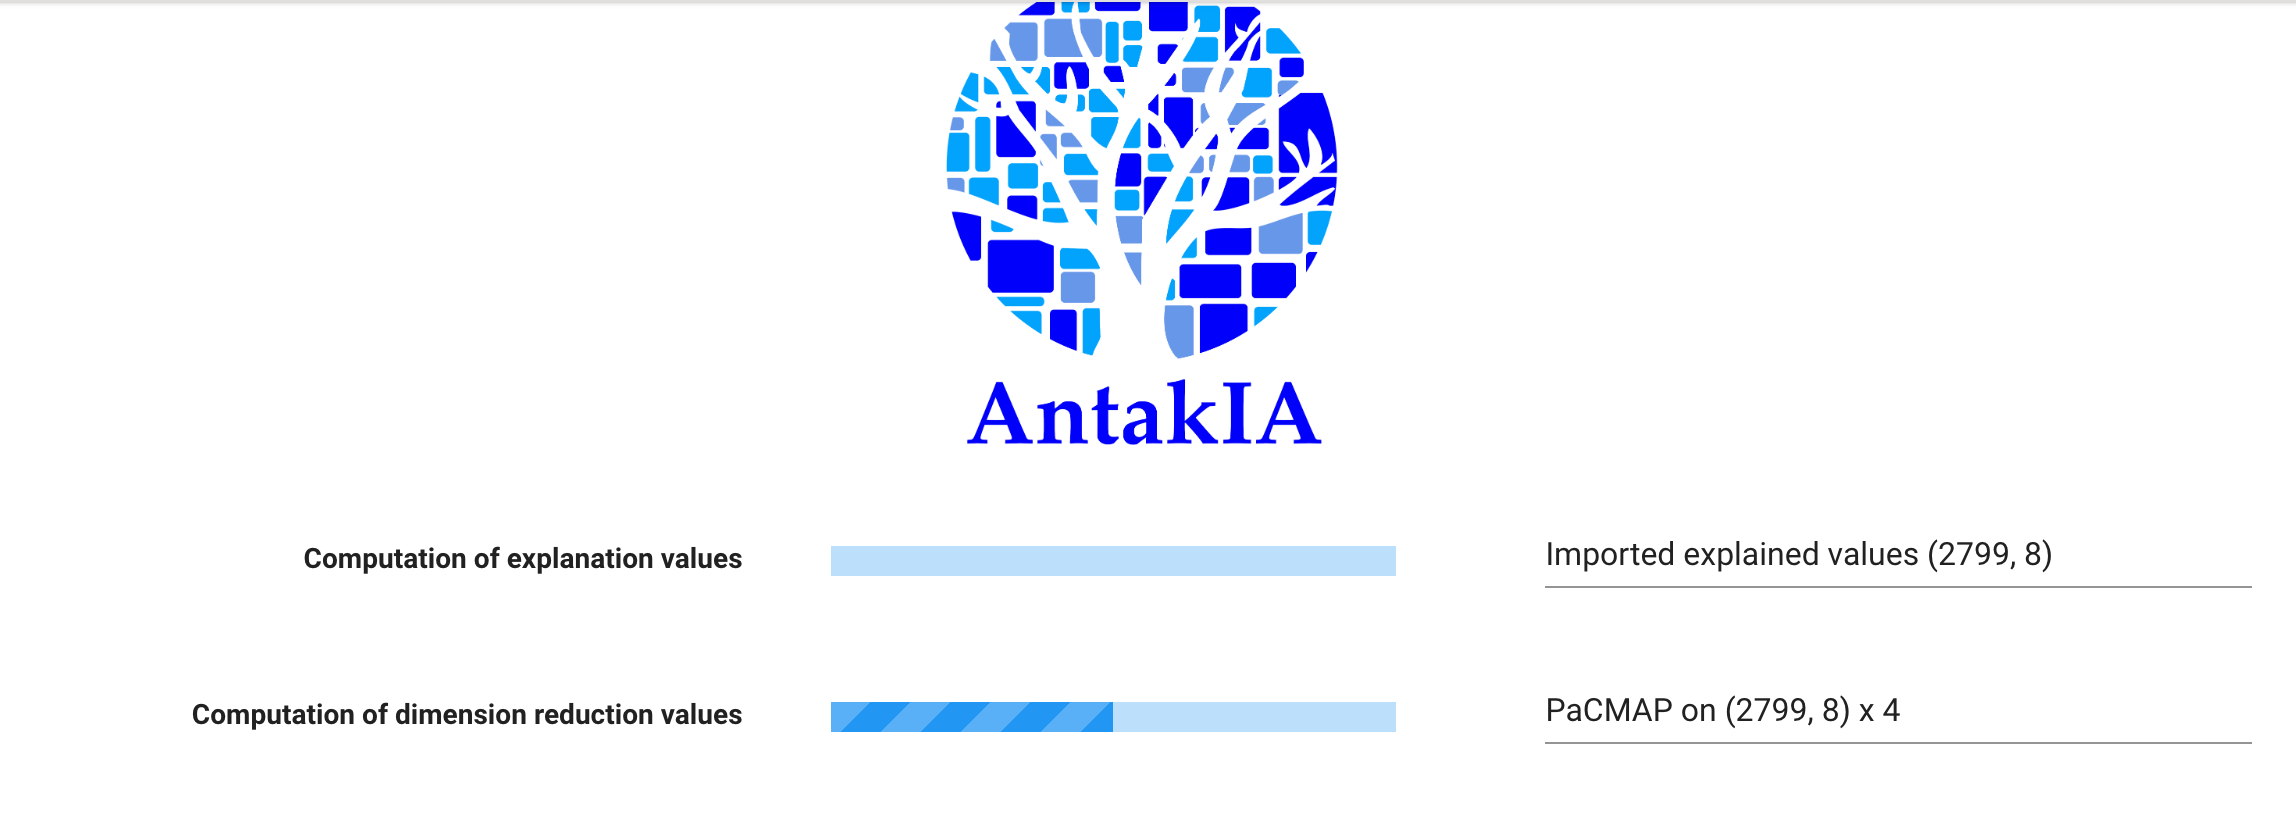 AntakIA
Computation of explanation values
Imported explained values (2799, 8)
Computation of dimension reduction values
PaCMAP on (2799, 8) x 4